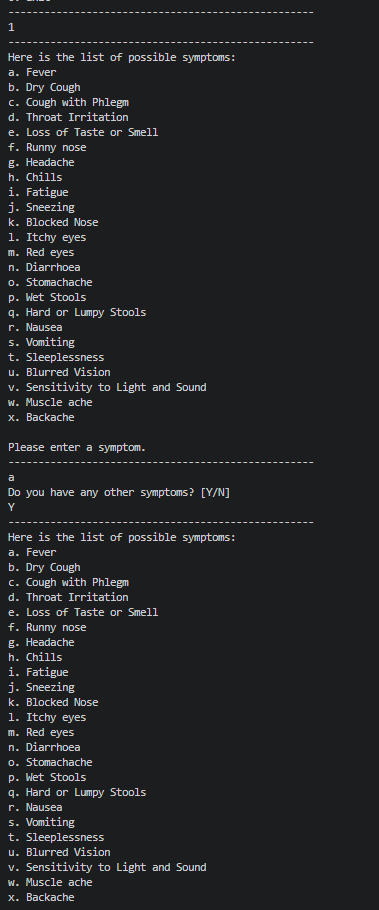 ---------------------------------------------------
1
---------------------------------------------------
Here is the list of possible symptoms:
a. Fever
b. Dry Cough
c. Cough with Phlegm
d. Throat Irritation
e. Loss of Taste or Smell
f. Runny nose
g. Headache
h. Chills
i. Fatigue
j. Sneezing
k. Blocked Nose
l. Itchy eyes
m. Red eyes
n. Diarrhoea
o. Stomachache
p. Wet Stools
q. Hard or Lumpy Stools
r. Nausea
s. Vomiting
t. Sleeplessness
u. Blurred Vision
v. Sensitivity to Light and Sound
w. Muscle ache
x. Backache

Please enter a symptom.
---------------------------------------------------
a
Do you have any other symptoms? [Y/N]
Y
---------------------------------------------------
Here is the list of possible symptoms:
a. Fever
b. Dry Cough
c. Cough with Phlegm
d. Throat Irritation
e. Loss of Taste or Smell
f. Runny nose
g. Headache
h. Chills
i. Fatigue
j. Sneezing
k. Blocked Nose
l. Itchy eyes
m. Red eyes
n. Diarrhoea
o. Stomachache
p. Wet Stools
q. Hard or Lumpy Stools
r. Nausea
s. Vomiting
t. Sleeplessness
u. Blurred Vision
v. Sensitivity to Light and Sound
w. Muscle ache
x. Backache